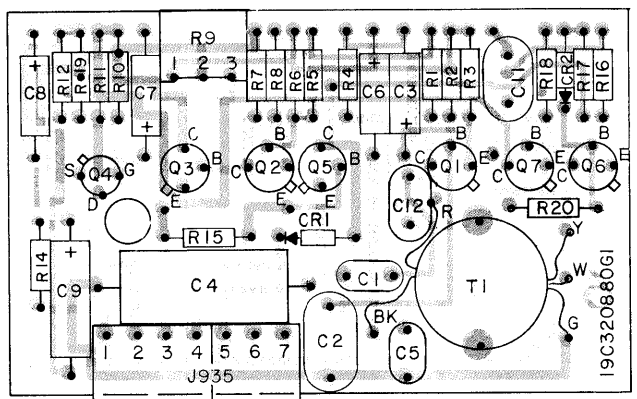 R9
1 2 3
C8
+
R12
R19
R11
R10
C7
+
R7
R8
R6
R5
R4
+
C6
C3
+
R1
R2
R3
C11
R18
CR2
R17
R16
S
Q4
G
D
C
Q3
B
E
B
C
Q2
E
C
Q5
B
E
B
C
Q1
E
B
C
Q7
E
B
C
Q6
E
C12
R
R20
Y
R15
CR1
R14
+
C9
C4
C1
T1
W
BK
G
C2
C5
1 2 3 4 5 6 7
J935
19C320880G1